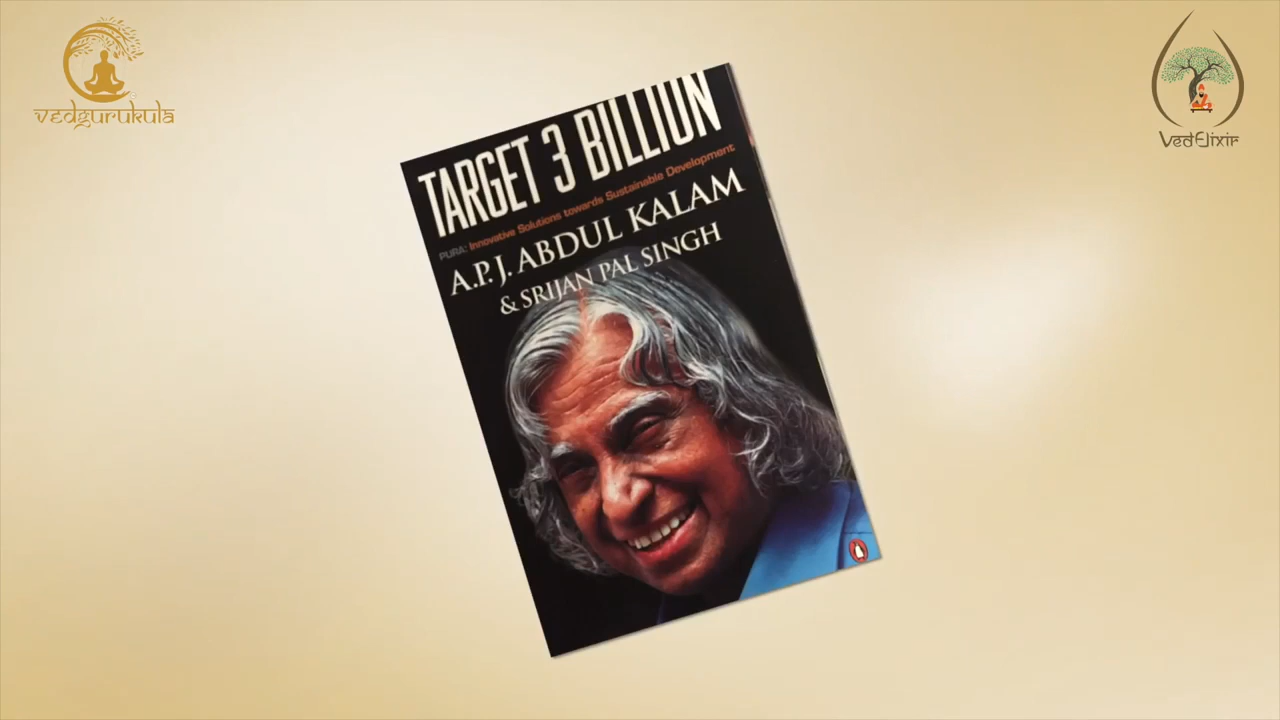 vedgurukula
VedElixir
TARGET 3 BILLION
PURA: Innovative Solutions towards Sustainable Development
A.P.J. ABDUL KALAM
& SRIJAN PAL SINGH